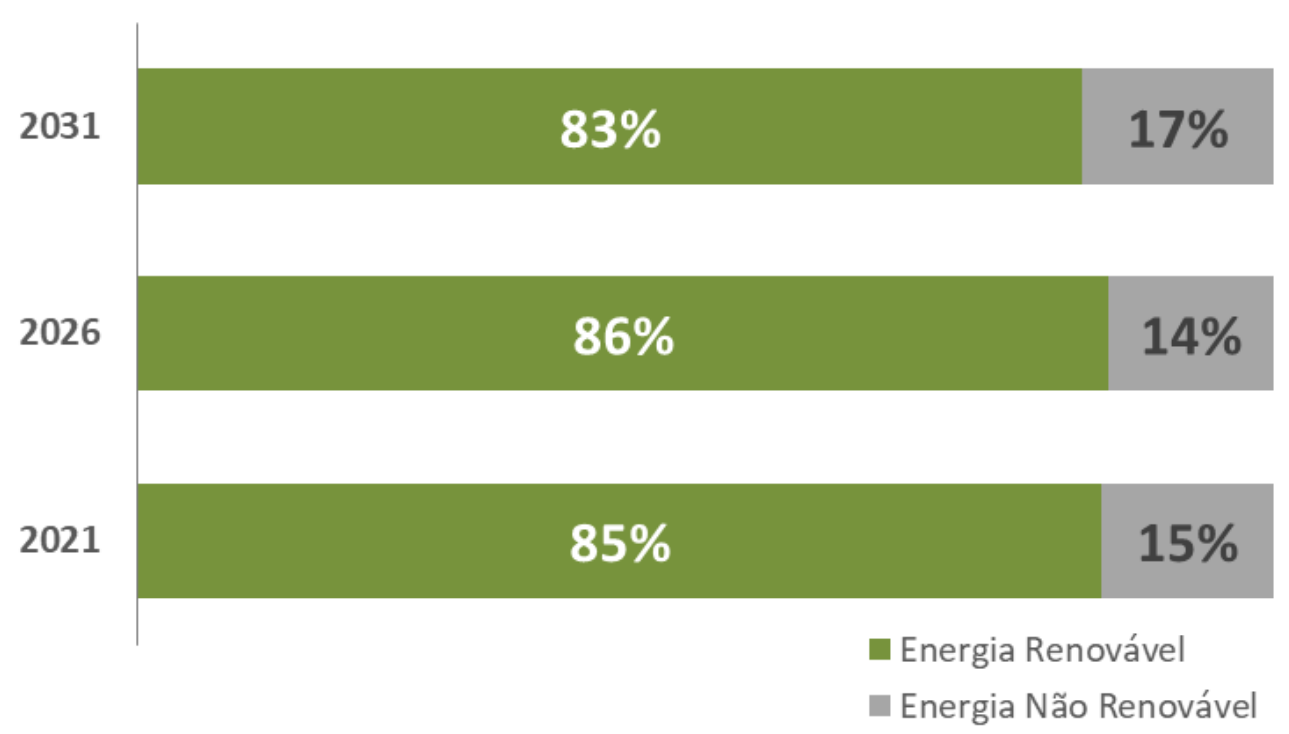 2031 83% 17%
2026 86% 14%
2021 85% 15%
Energia Renovável
Energia Não Renovável